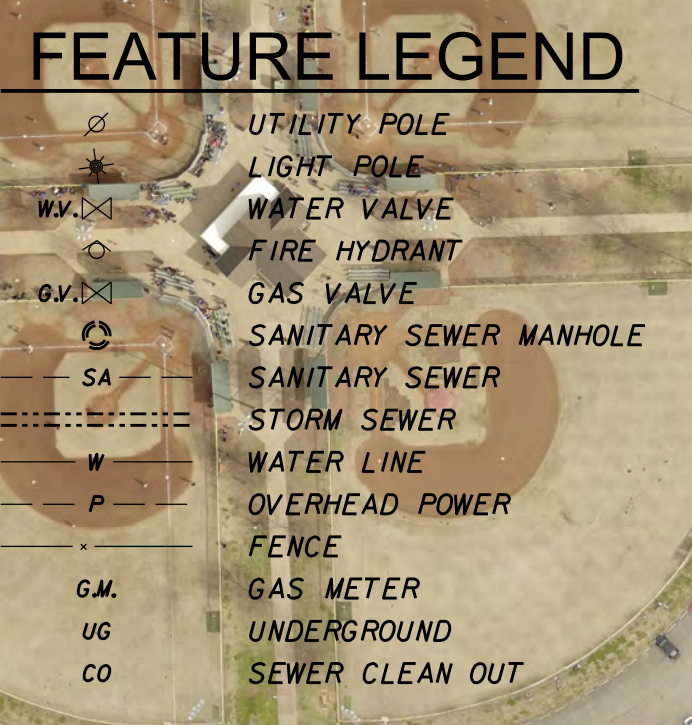 FEATURE LEGEND
UTILITY POLE
LIGHT POLE
W.V. WATER VALVE
FIRE HYDRANT
G.V. GAS VALVE
SANITARY SEWER MANHOLE
SA SANITARY SEWER
STORM SEWER
W WATER LINE
P OVERHEAD POWER
x FENCE
G.M. GAS METER
UG UNDERGROUND
CO SEWER CLEAN OUT